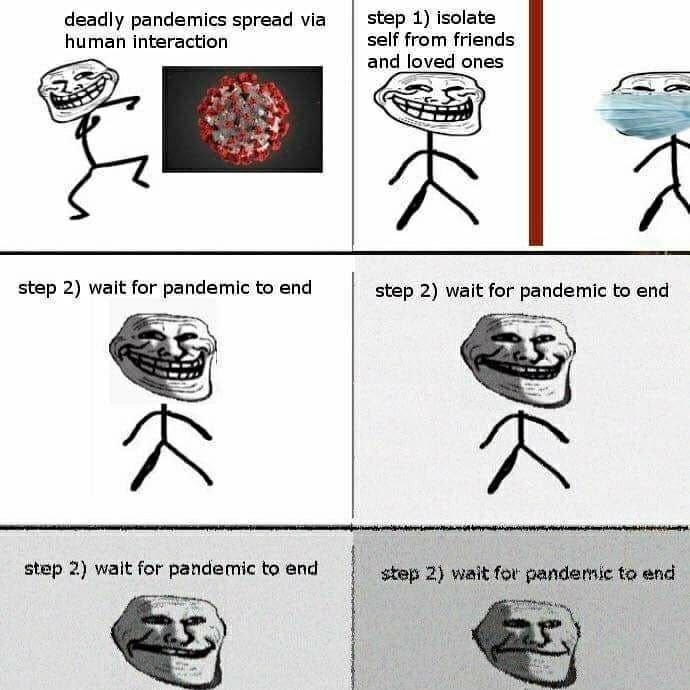 deadly pandemics spread via
human interaction
step 1) isolate
self from friends
and loved ones
step 2) wait for pandemic to end
step 2) wait for pandemic to end
step 2) wait for pandemic to end
step 2) wait for pandemic to end